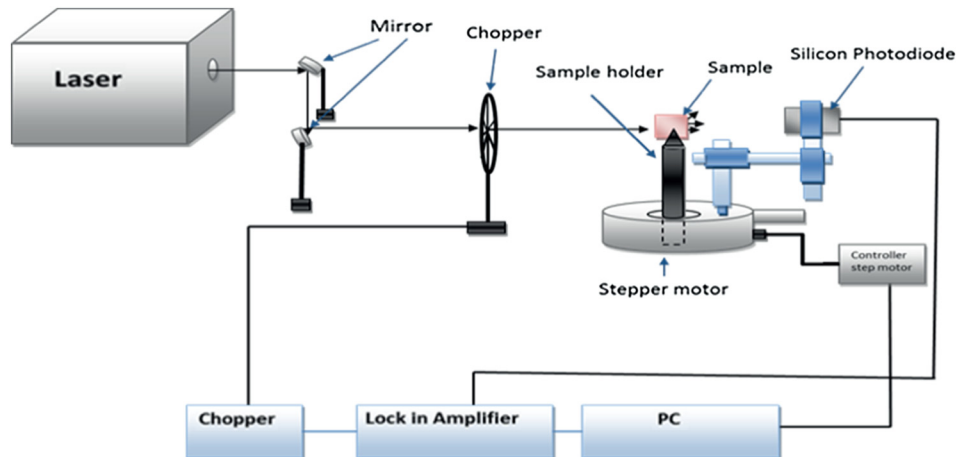 Mirror
Chopper
Silicon Photodiode
Laser
Sample holder
Sample
Controller
step motor
Stepper motor
Chopper
Lock in Amplifier
PC